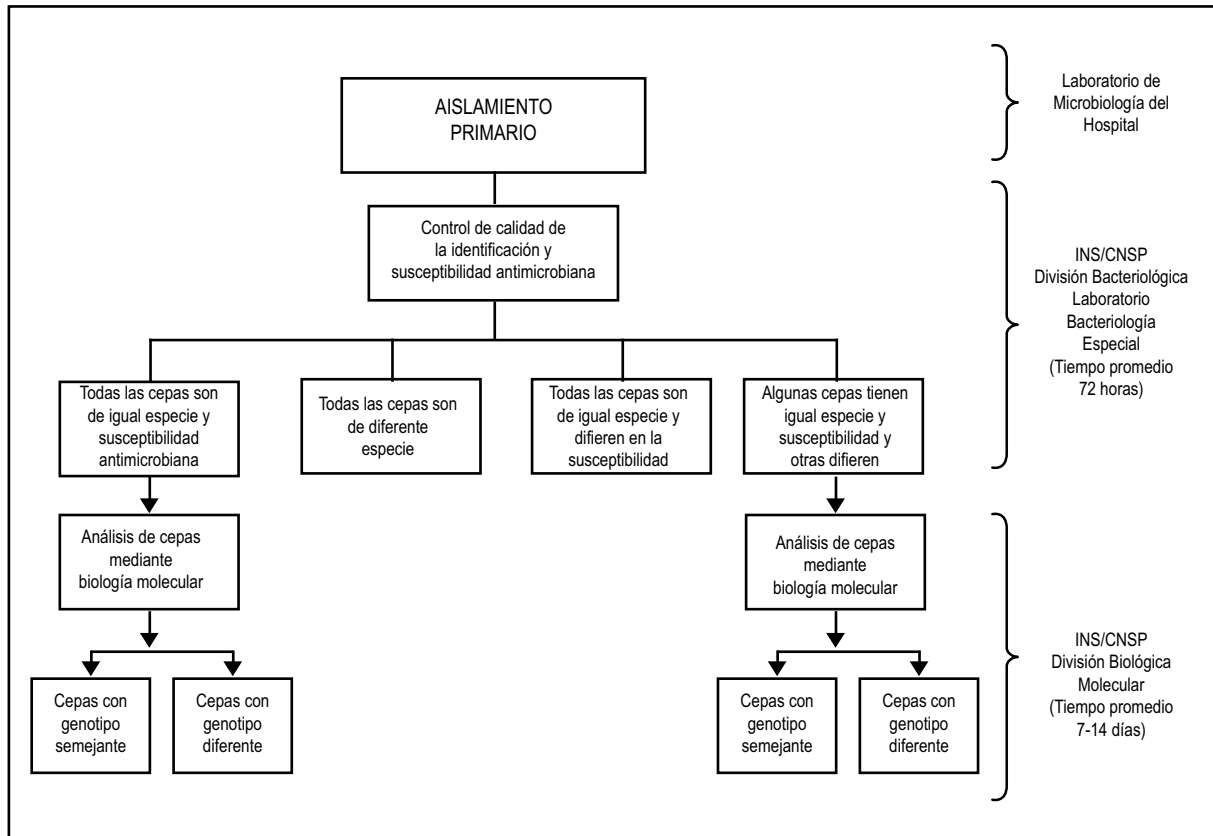 AISLAMIENTO
PRIMARIO
Laboratorio de
Microbiología del
Hospital
Control de calidad de
la identificación y
susceptibilidad antimicrobiana
INS/CNSP
División Bacteriológica
Laboratorio
Bacteriología
Especial
(Tiempo promedio
72 horas)
Todas las cepas son
de igual especie y
susceptibilidad
antimicrobiana
Todas las cepas son
de diferente
especie
Todas las cepas son
de igual especie y
difieren en la
susceptibilidad
Algunas cepas tienen
igual especie y
susceptibilidad y
otras difieren
Análisis de cepas
mediante
biología molecular
Análisis de cepas
mediante
biología molecular
INS/CNSP
División Biológica
Molecular
(Tiempo promedio
7-14 días)
Cepas con
genotipo
semejante
Cepas con
genotipo
diferente
Cepas con
genotipo
semejante
Cepas con
genotipo
diferente